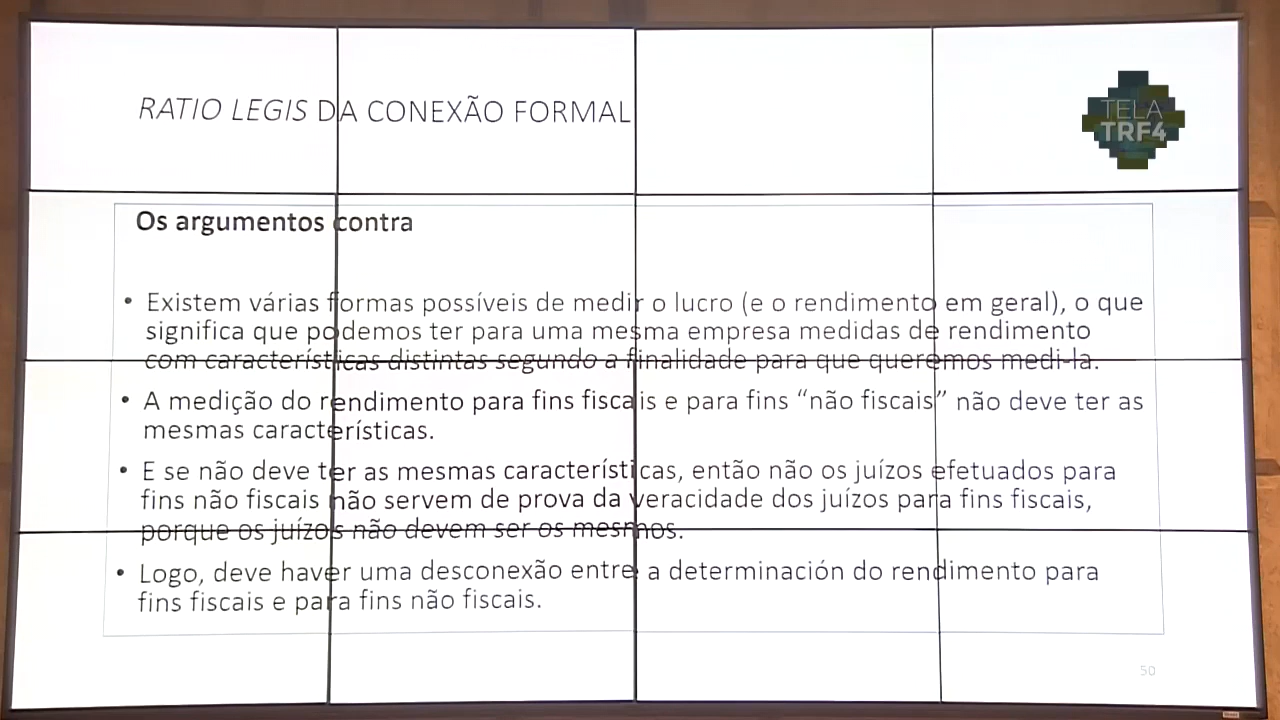 RATIO LEGIS DA CONEXÃO FORMAL
TELA
TRF4
Os argumentos contra
• Existem várias formas possíveis de medir o lucro (e o rendimento em geral), o que
significa que podemos ter para uma mesma empresa medidas de rendimento
com características distintas segundo a finalidade para que queremos medi-la.
• A medição do rendimento para fins fiscais e para fins “não fiscais” não deve ter as
mesmas características.
• E se não deve ter as mesmas características, então não os juízos efetuados para
fins não fiscais não servem de prova da veracidade dos juízos para fins fiscais,
porque os juízos não devem ser os mesmos.
• Logo, deve haver uma desconexão entre a determinación do rendimento para
fins fiscais e para fins não fiscais.
50